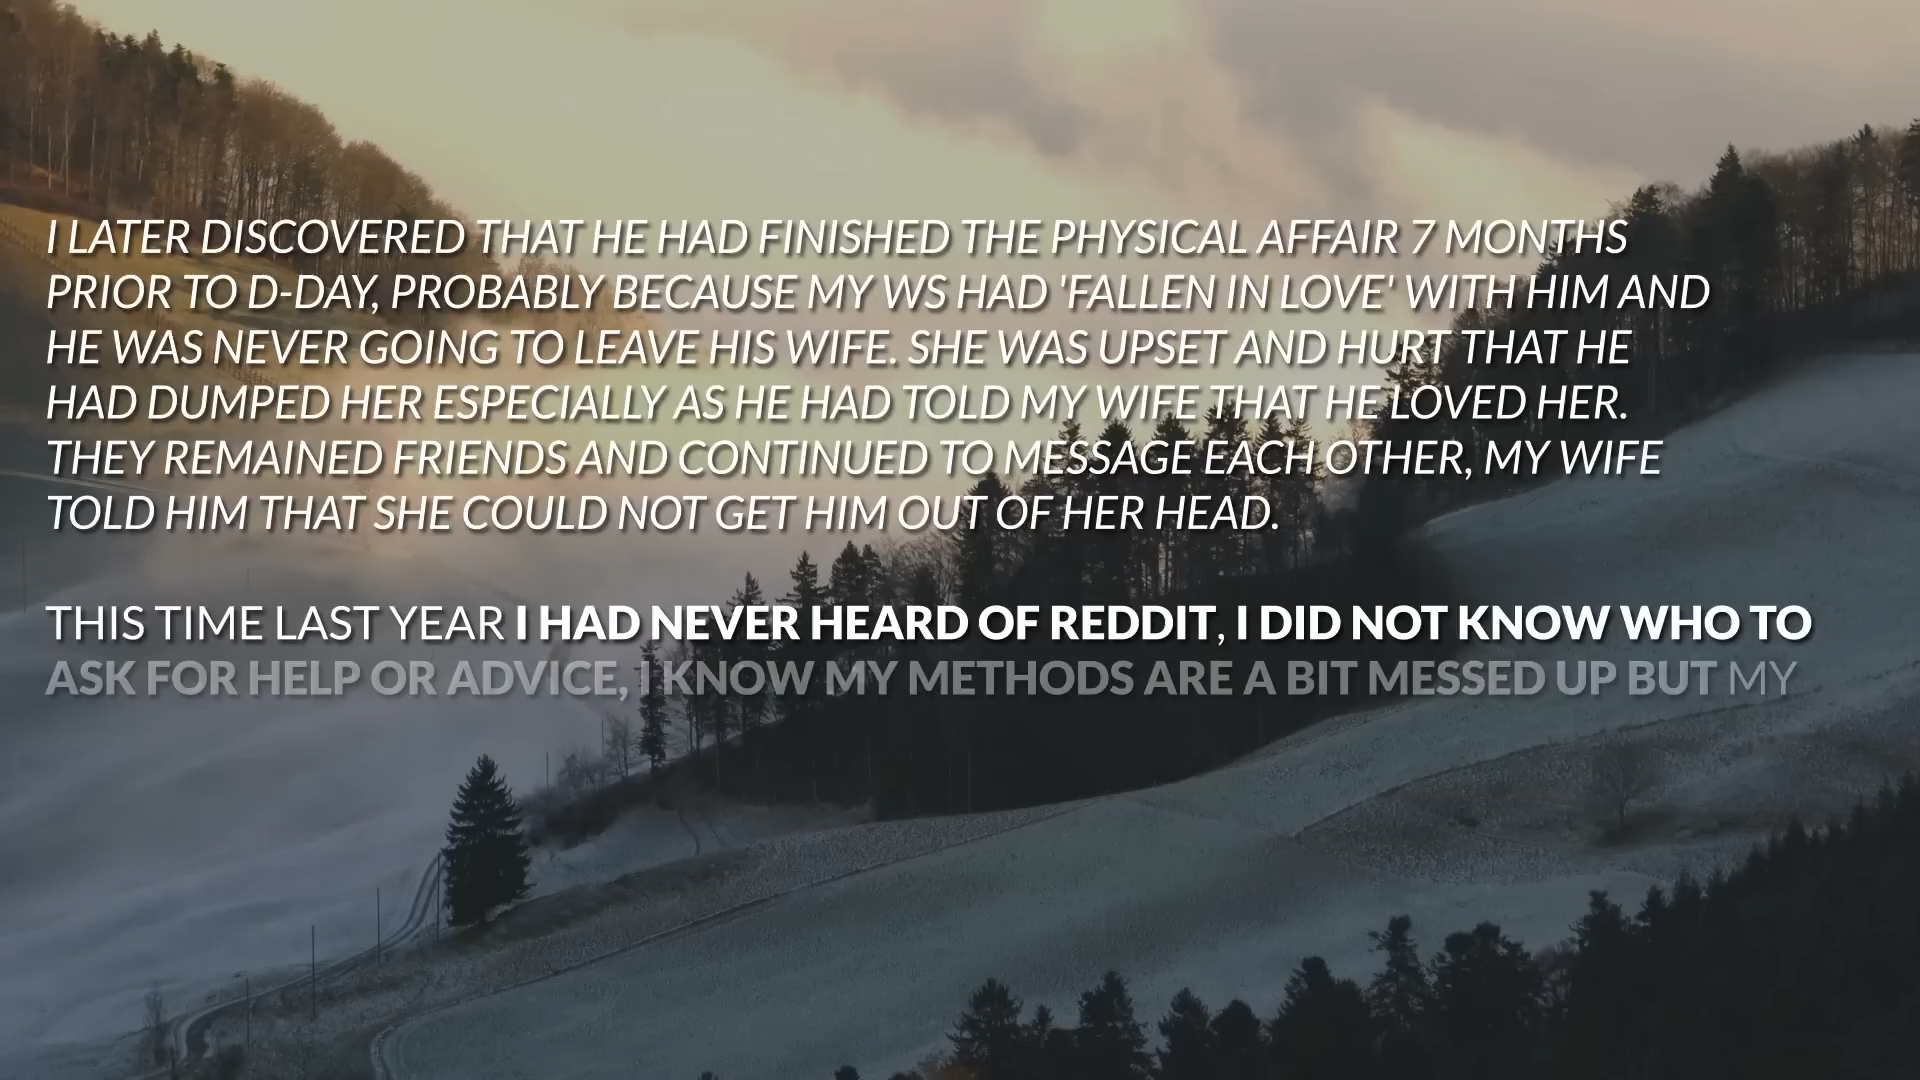 I LATER DISCOVERED THAT HE HAD FINISHED THE PHYSICAL AFFAIR 7 MONTHS
PRIOR TO D-DAY, PROBABLY BECAUSE MY WS HAD 'FALLEN IN LOVE' WITH HIM AND
HE WAS NEVER GOING TO LEAVE HIS WIFE. SHE WAS UPSET AND HURT THAT HE
HAD DUMPED HER ESPECIALLY AS HE HAD TOLD MY WIFE THAT HE LOVED HER.
THEY REMAINED FRIENDS AND CONTINUED TO MESSAGE EACH OTHER, MY WIFE
TOLD HIM THAT SHE COULD NOT GET HIM OUT OF HER HEAD.
THIS TIME LAST YEAR I HAD NEVER HEARD OF REDDIT, I DID NOT KNOW WHO TO
ASK FOR HELP OR ADVICE, I KNOW MY METHODS ARE A BIT MESSED UP BUT MY